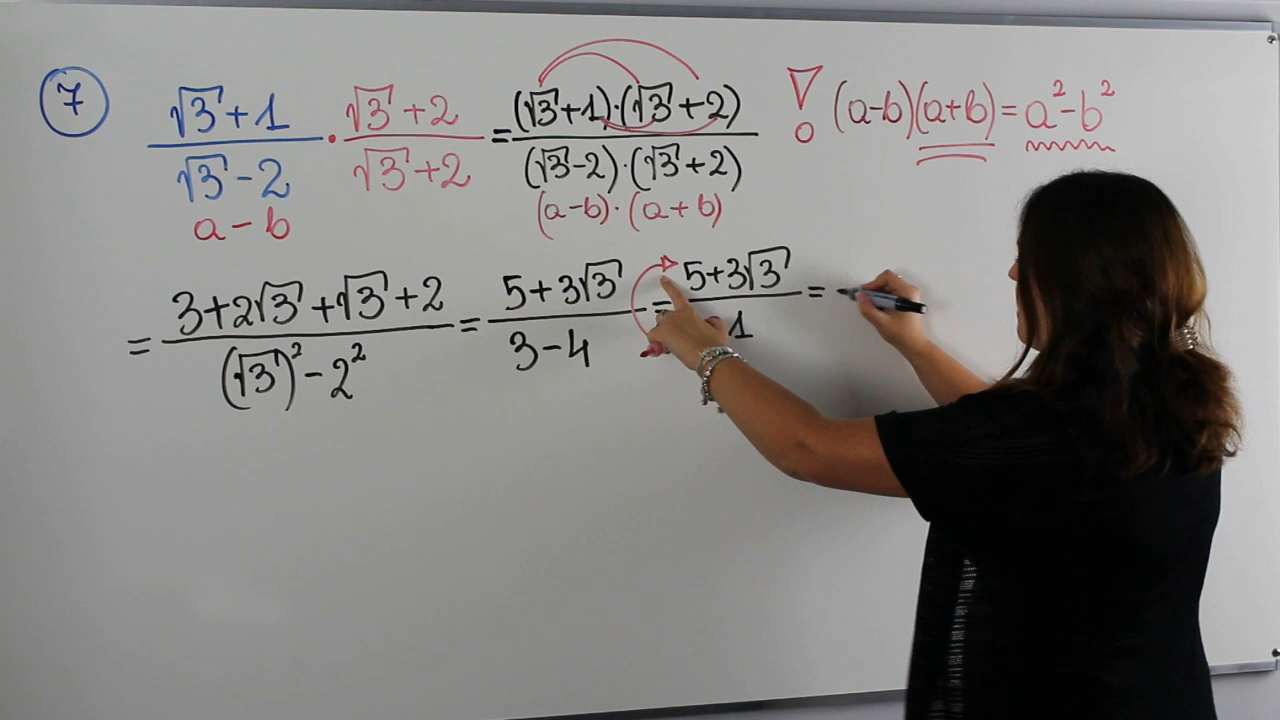 7
(√3+1)/(√3-2) · (√3+2)/(√3+2) = ((√3+1)·(√3+2))/((√3-2)·(√3+2)) ! (a-b)(a+b)=a²-b²
a-b (a-b)·(a+b)
= (3+2√3+√3+2)/((√3)²-2²) = (5+3√3)/(3-4) = (5+3√3)/1 =